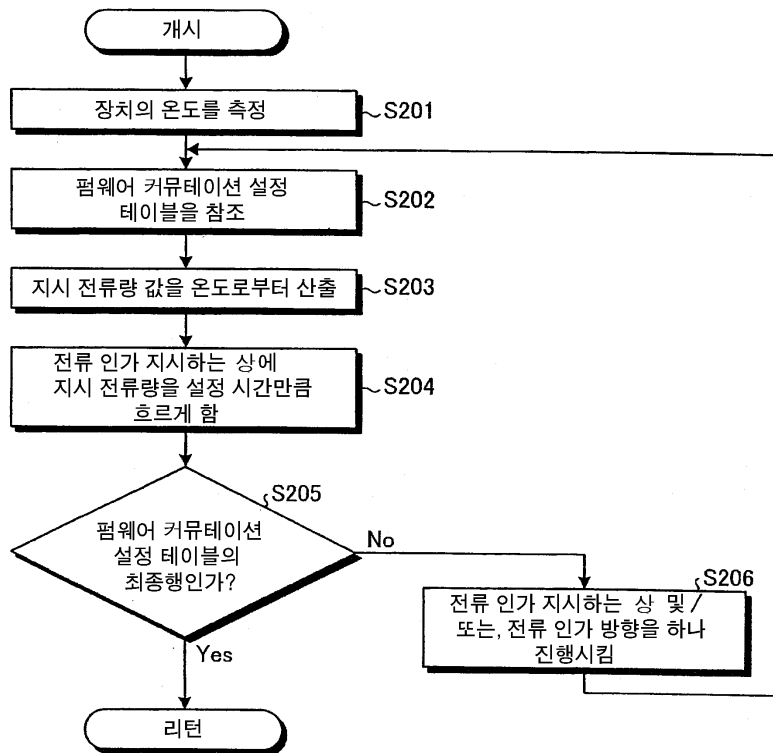 개시
장치의 온도를 측정
S201
펌웨어 커뮤테이션 설정
테이블을 참조
S202
지시 전류량 값을 온도로부터 산출
S203
전류 인가 지시하는 상에
지시 전류량을 설정 시간만큼
흐르게 함
S204
S205
펌웨어 커뮤테이션
설정 테이블의
최종행인가?
No
Yes
S206
전류 인가 지시하는 상 및/
또는, 전류 인가 방향을 하나
진행시킴
리턴